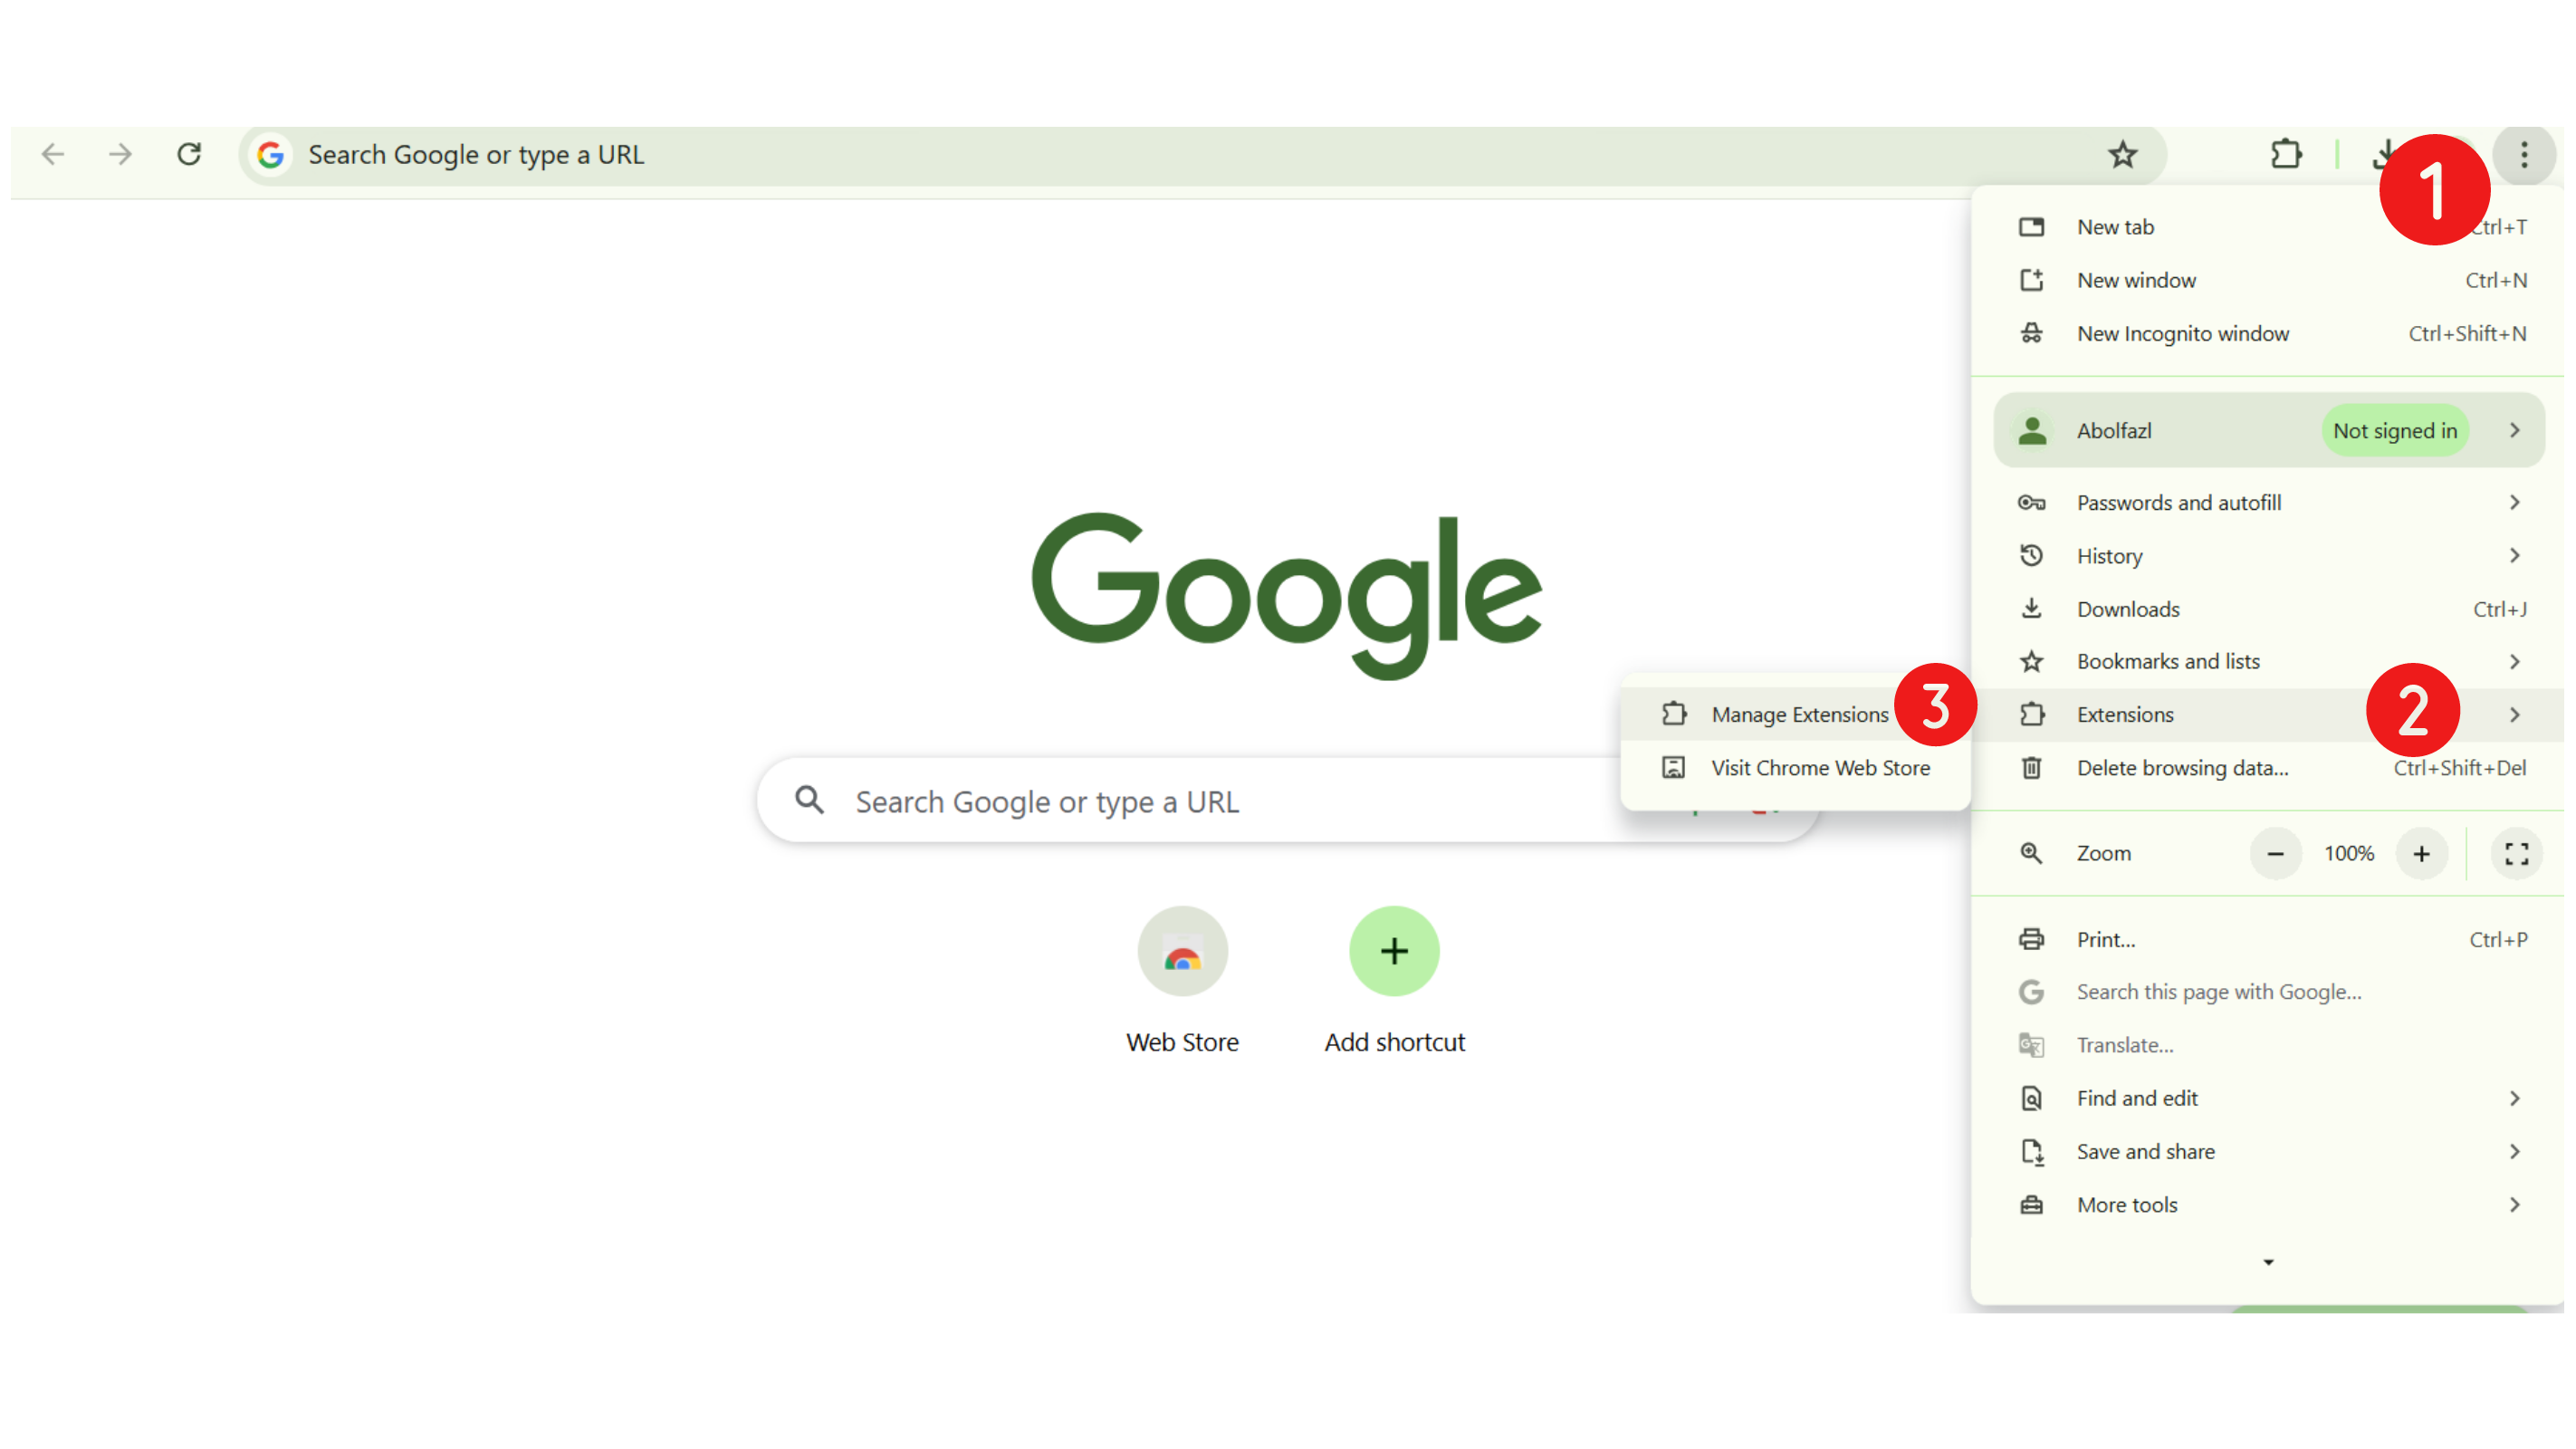 Search Google or type a URL
1
New tab
Ctrl+T
New window
Ctrl+N
New Incognito window
Ctrl+Shift+N
Abolfazl
Not signed in
Passwords and autofill
History
Downloads
Ctrl+J
Bookmarks and lists
Extensions
2
Delete browsing data...
Ctrl+Shift+Del
Zoom
100%
Print...
Ctrl+P
Search this page with Google...
Translate...
Find and edit
Save and share
More tools
Manage Extensions
3
Visit Chrome Web Store
Google
Search Google or type a URL
Web Store
Add shortcut